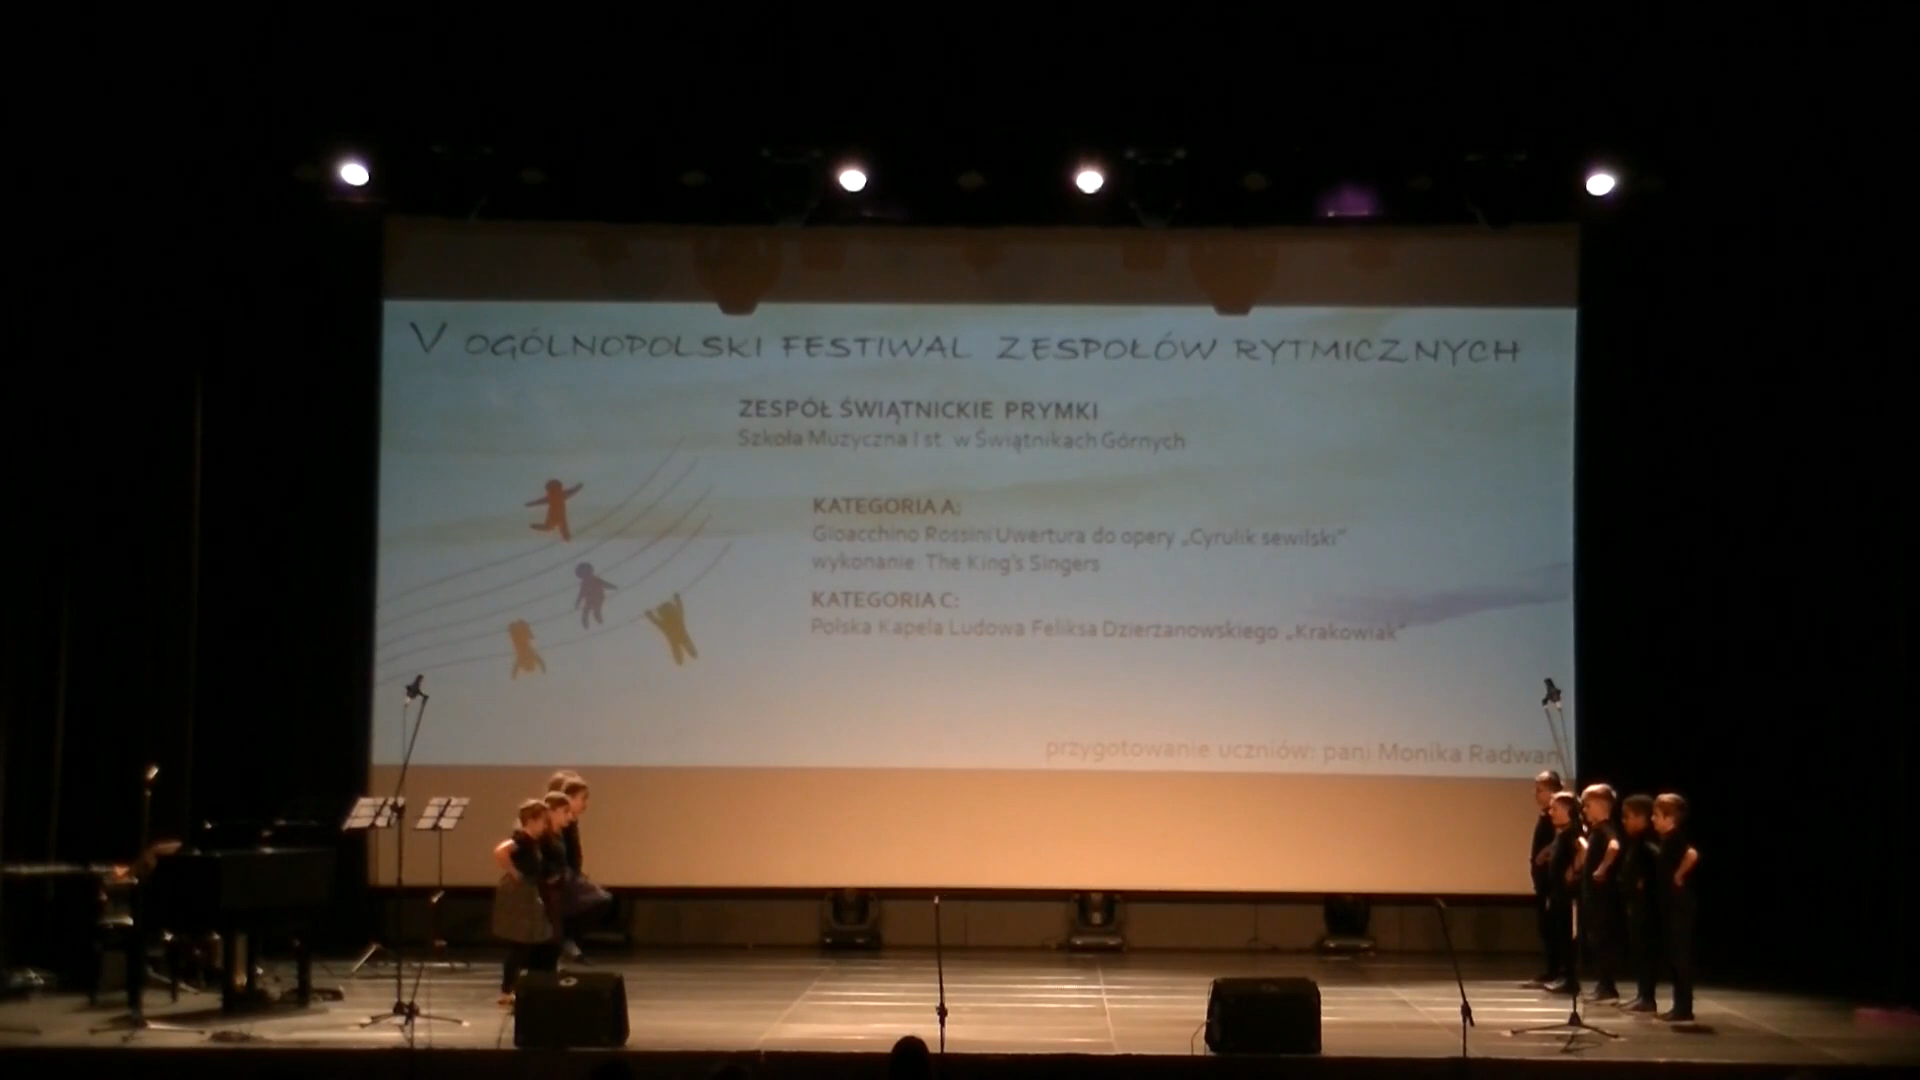 V OGÓLNOPOLSKI FESTIWAL ZESPOŁÓW RYTMICZNYCH
ZESPÓŁ ŚWIĄTNICKIE PRYMKI
Szkoła Muzyczna I st. w Świątnikach Górnych
KATEGORIA A:
Gioacchino Rossini Uwertura do opery „Cyrulik sewilski”
wykonanie: The King's Singers
KATEGORIA C:
Polska Kapela Ludowa Feliksa Dzierżanowskiego „Krakowiak”
przygotowanie uczniów: pani Monika Radwan